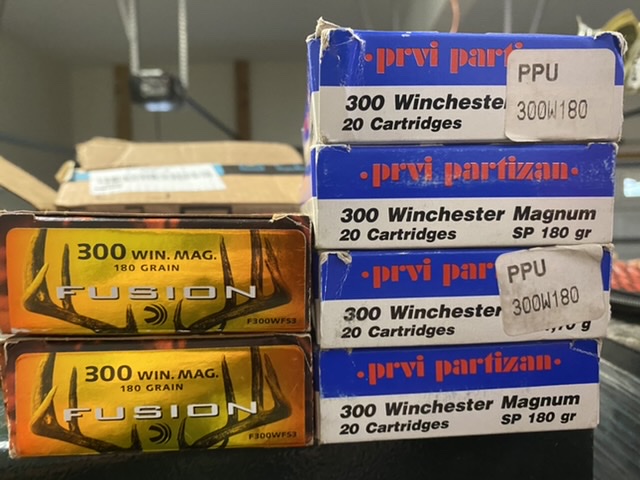 ·prvi parti
PPU
300 Winchester
300W180
20 Cartridges
·prvi partizan·
300 Winchester Magnum
20 Cartridges SP 180 gr
·prvi par
PPU
300W180
300 Winchester
20 Cartridges g
·prvi partizan·
300 Winchester Magnum
20 Cartridges SP 180 gr
300 WIN. MAG.
180 GRAIN
FUSION
F300WFS3
300 WIN. MAG.
180 GRAIN
FUSION
F300WFS3